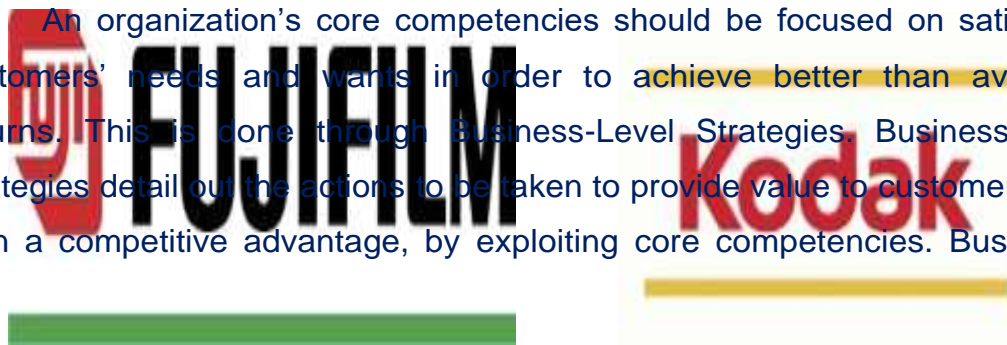 An organization's core competencies should be focused on sati
tomers' needs and wants in order to achieve better than av
urns. This is done through Business-Level Strategies. Business
tegies detail out the actions to be taken to provide value to custome
a competitive advantage, by exploiting core competencies. Bus
FUJIFILM
Kodak